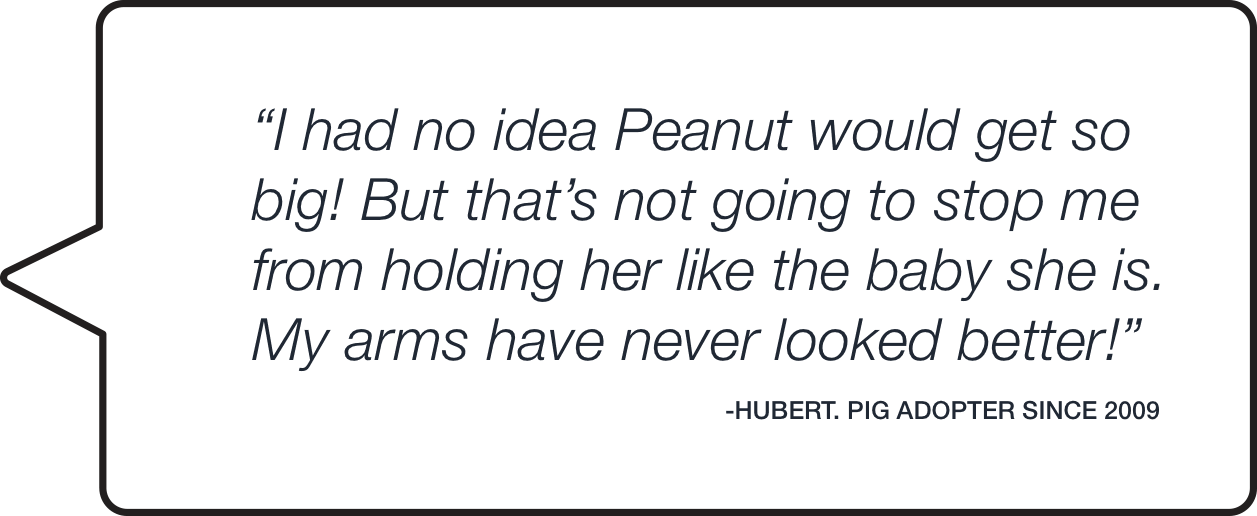 “I had no idea Peanut would get so
big! But that’s not going to stop me
from holding her like the baby she is.
My arms have never looked better!”
-HUBERT. PIG ADOPTER SINCE 2009